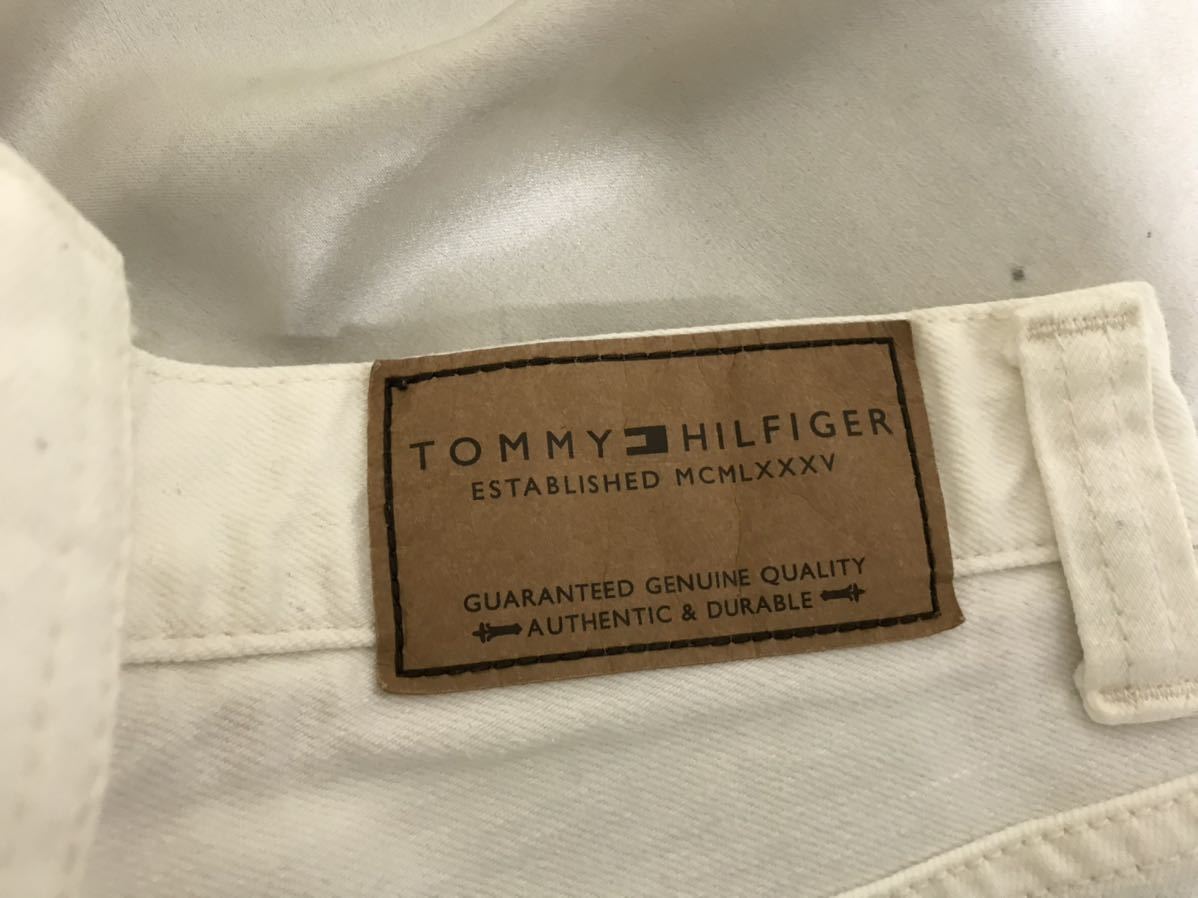 TOMMY HILFIGER
ESTABLISHED MCMLXXXV
GUARANTEED GENUINE QUALITY
AUTHENTIC & DURABLE